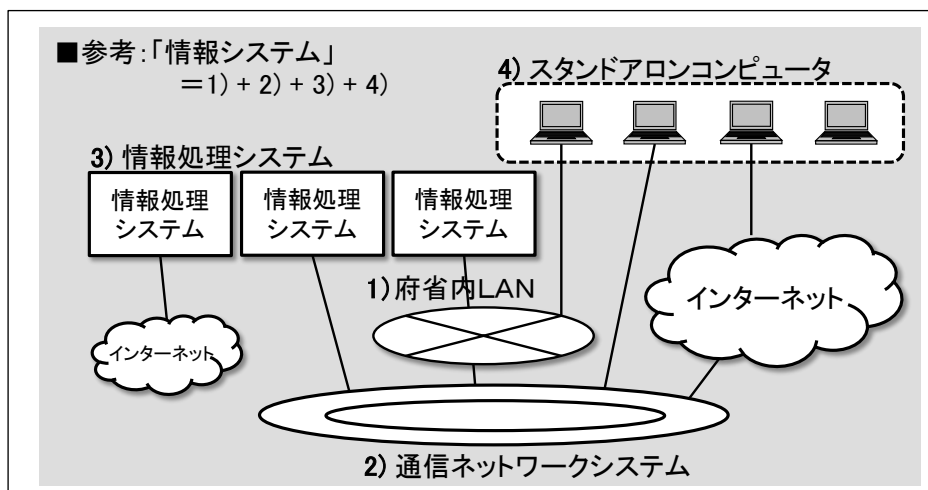 ■参考:「情報システム」
＝1) + 2) + 3) + 4)
4) スタンドアロンコンピュータ
3) 情報処理システム
情報処理
システム
情報処理
システム
情報処理
システム
1) 府省内LAN
インターネット
インターネット
2) 通信ネットワークシステム